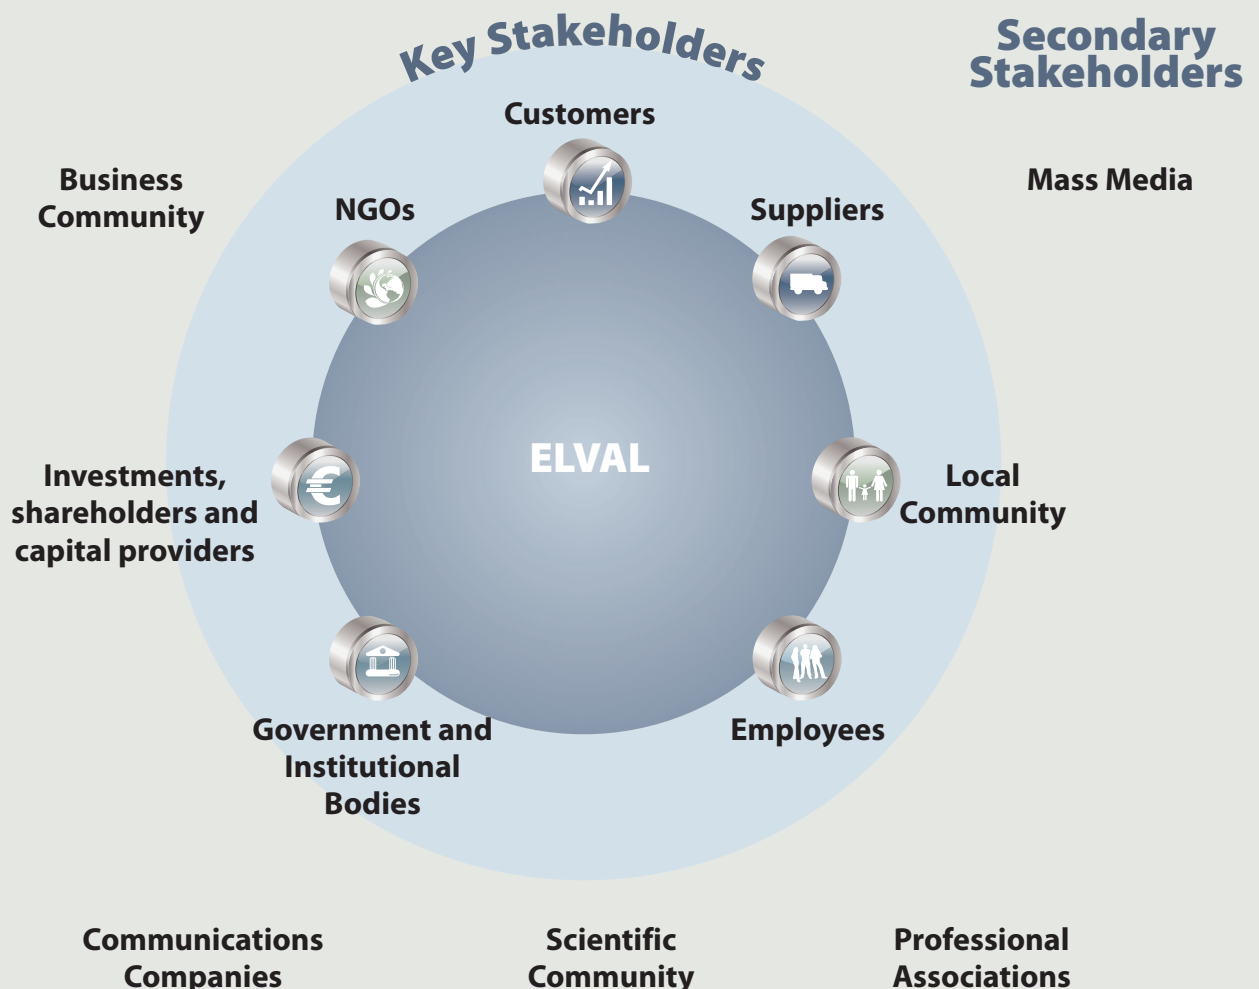 Key Stakeholders
Secondary
Stakeholders
Customers
Business
Community
NGOs
Suppliers
Mass Media
ELVAL
Investments,
shareholders and
capital providers
Local
Community
Government and
Institutional
Bodies
Employees
Communications
Companies
Scientific
Community
Professional
Associations